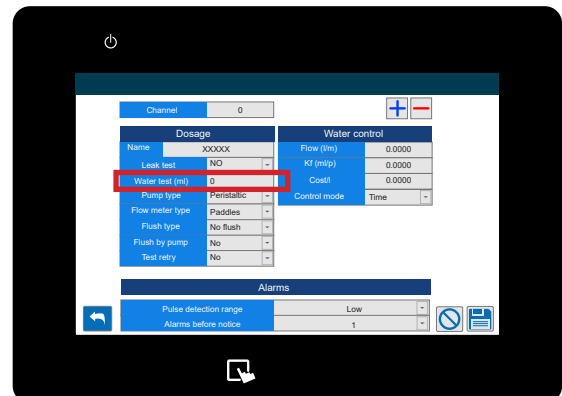 Channel 0
Dosage
Name XXXXX
Leak test NO
Water test (ml) 0
Pump type Peristaltic
Flow meter type Paddles
Flush type No flush
Flush by pump No
Test retry No
Water control
Flow (l/m) 0.0000
Kf (ml/p) 0.0000
Cost/l 0.0000
Control mode Time
Alarms
Pulse detection range Low
Alarms before notice 1